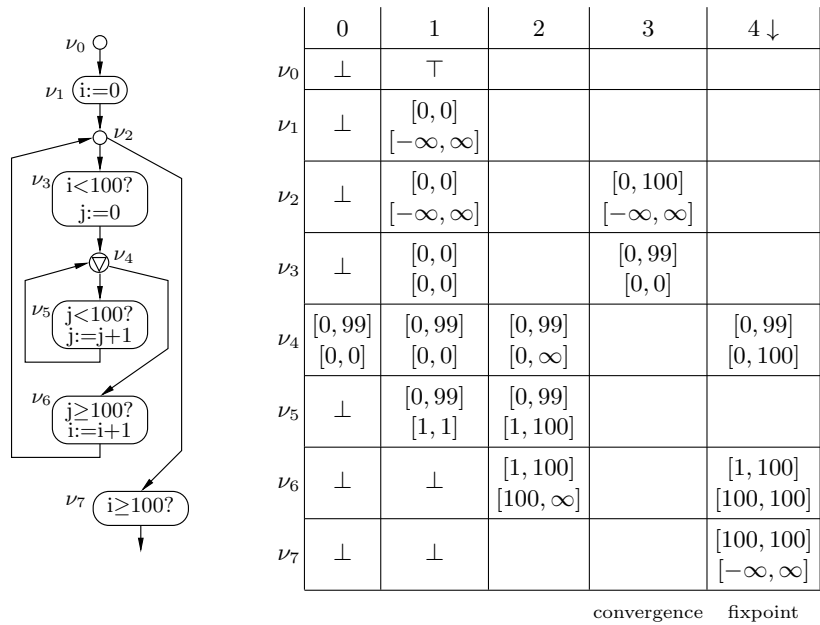 ν0
ν1 i:=0
ν2
ν3 i<100?
j:=0
ν4
ν5 j<100?
j:=j+1
ν6 j≥100?
i:=i+1
ν7 i≥100?
0 1 2 3 4↓
ν0 ⊥ ⊤
ν1 ⊥ [0, 0]
[−∞, ∞]
ν2 ⊥ [0, 0] [0, 100]
[−∞, ∞] [−∞, ∞]
ν3 ⊥ [0, 0] [0, 99]
[0, 0] [0, 0]
ν4 [0, 99] [0, 99] [0, 99] [0, 99]
[0, 0] [0, 0] [0, ∞] [0, 100]
ν5 ⊥ [0, 99] [0, 99]
[1, 1] [1, 100]
ν6 ⊥ ⊥ [1, 100] [1, 100]
[100, ∞] [100, 100]
ν7 ⊥ ⊥ [100, 100]
[−∞, ∞]
convergence fixpoint